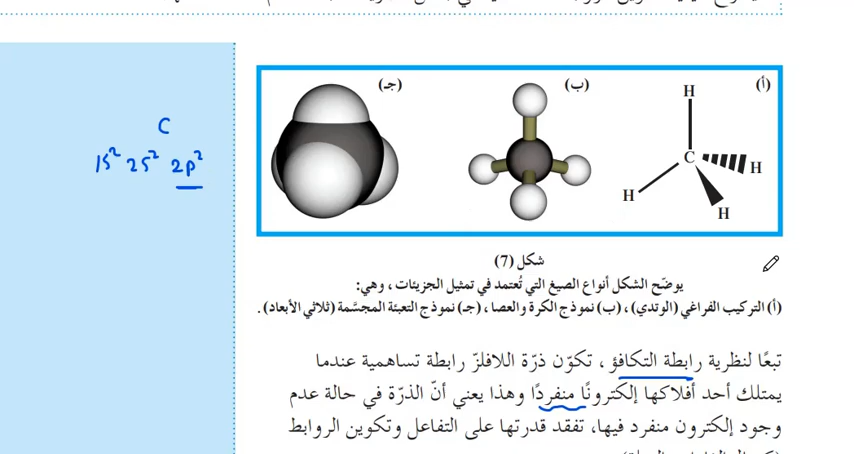 (أ)
(ب)
(جـ)
H
C
H
H
H
C
1S² 2S² 2P²
شكل (7)
يوضّح الشكل أنواع الصيغ التي تُعتمد في تمثيل الجزيئات، وهي:
(أ) التركيب الفراغي (الوتدي)، (ب) نموذج الكرة والعصا، (جـ) نموذج التعبئة المجسَّمة (ثلاثي الأبعاد).
تبعًا لنظرية رابطة التكافؤ، تكوّن ذرّة اللافلزّ رابطة تساهمية عندما
يمتلك أحد أفلاكها إلكترونًا منفردًا وهذا يعني أنّ الذرّة في حالة عدم
وجود إلكترون منفرد فيها، تفقد قدرتها على التفاعل وتكوين الروابط